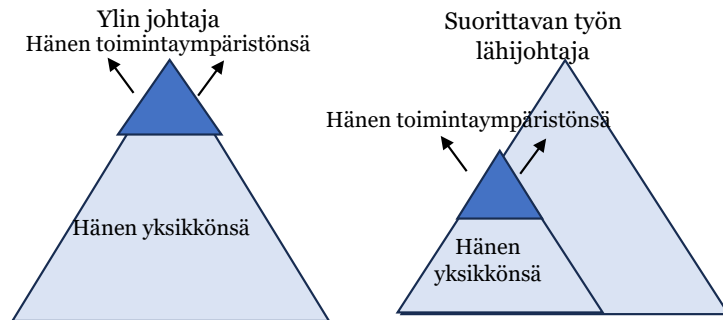 Ylin johtaja
Hänen toimintaympäristönsä
Hänen yksikkönsä
Suorittavan työn
lähijohtaja
Hänen toimintaympäristönsä
Hänen
yksikkönsä